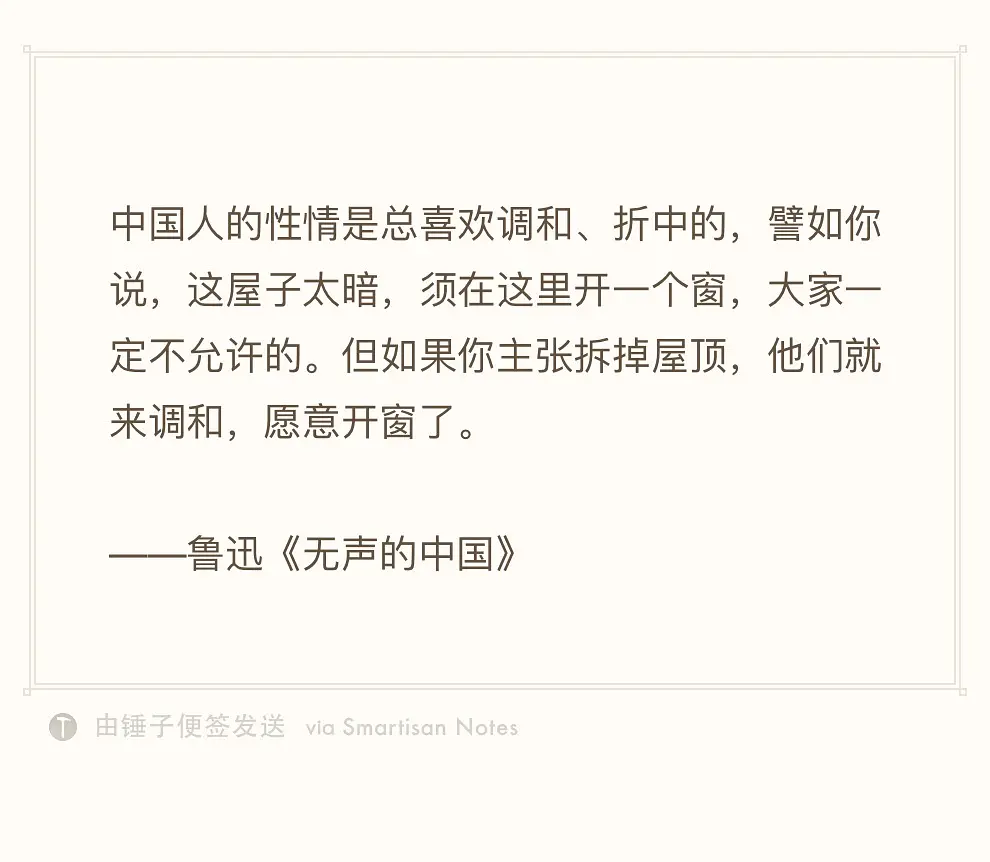 中国人的性情是总喜欢调和、折中的，譬如你
说，这屋子太暗，须在这里开一个窗，大家一
定不允许的。但如果你主张拆掉屋顶，他们就
来调和，愿意开窗了。
——鲁迅《无声的中国》
由锤子便签发送 via Smartisan Notes